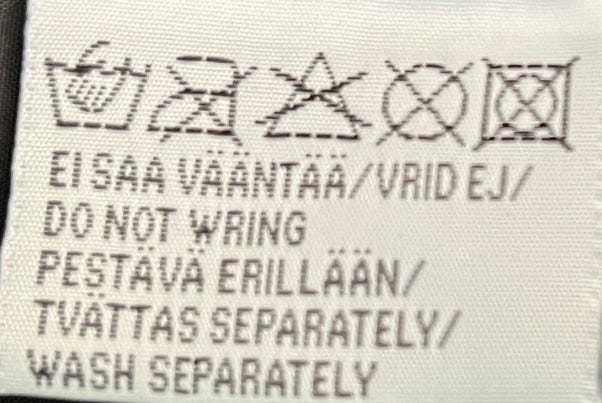 EI SAA VÄÄNTÄÄ/VRID EJ/
DO NOT WRING
PESTÄVÄ ERILLÄÄN/
TVÄTTAS SEPARATELY/
WASH SEPARATELY